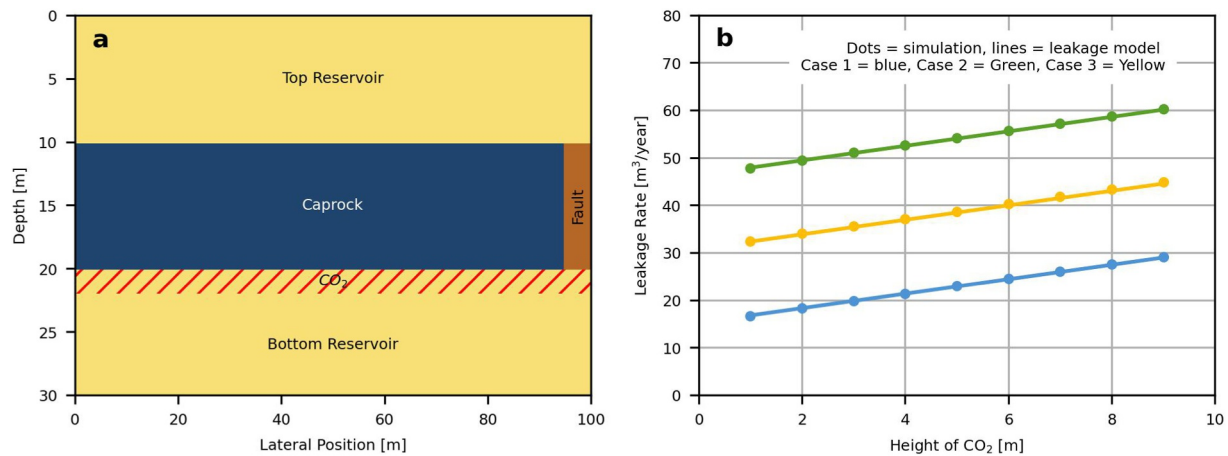 a
0
5
10
15
20
25
30
Depth [m]
Top Reservoir
Caprock
Fault
CO₂
Bottom Reservoir
0 20 40 60 80 100
Lateral Position [m]
b
Dots = simulation, lines = leakage model
Case 1 = blue, Case 2 = Green, Case 3 = Yellow
80
70
60
50
40
30
20
10
0
Leakage Rate [m³/year]
0 2 4 6 8 10
Height of CO₂ [m]